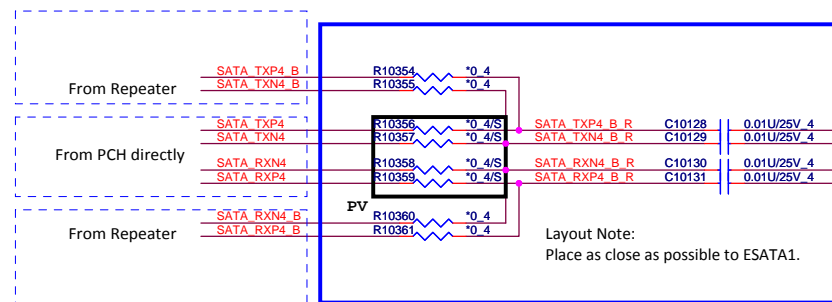 SATA_TXP4_B R10354 *0_4
From Repeater SATA_TXN4_B R10355 *0_4
SATA_TXP4 R10356 *0_4/S SATA_TXP4_B_R C10128 0.01U/25V_4
SATA_TXN4 R10357 *0_4/S SATA_TXN4_B_R C10129 0.01U/25V_4
From PCH directly
SATA_RXN4 R10358 *0_4/S SATA_RXN4_B_R C10130 0.01U/25V_4
SATA_RXP4 R10359 *0_4/S SATA_RXP4_B_R C10131 0.01U/25V_4
PV
SATA_RXN4_B R10360 *0_4
From Repeater SATA_RXP4_B R10361 *0_4
Layout Note:
Place as close as possible to ESATA1.